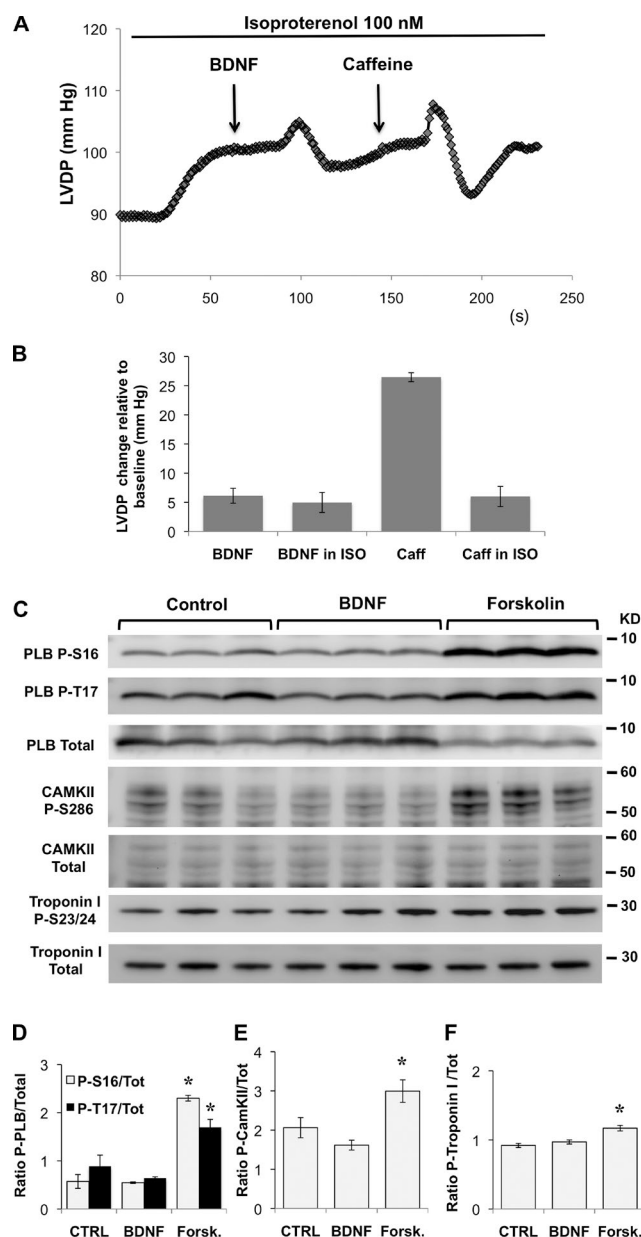 A
Isoproterenol 100 nM
120
110
100
90
80
LVDP (mm Hg)
BDNF
Caffeine
0
50
100
150
200
250
(s)
B
LVDP change relative to
baseline (mm Hg)
30
25
20
15
10
5
0
BDNF
BDNF in ISO
Caff
Caff in ISO
C
Control
BDNF
Forskolin
KD
PLB P-S16
10
PLB P-T17
10
PLB Total
10
CAMKII
P-S286
60
50
CAMKII
Total
60
50
Troponin I
P-S23/24
30
Troponin I
Total
30
D
Ratio P-PLB/Total
3
2
1
0
P-S16/Tot
P-T17/Tot
*
*
CTRL
BDNF
Forsk.
E
Ratio P-CamKII/Tot
4
3
2
1
0
*
CTRL
BDNF
Forsk.
F
Ratio P-Troponin I /Tot
2
1
0
*
CTRL
BDNF
Forsk.